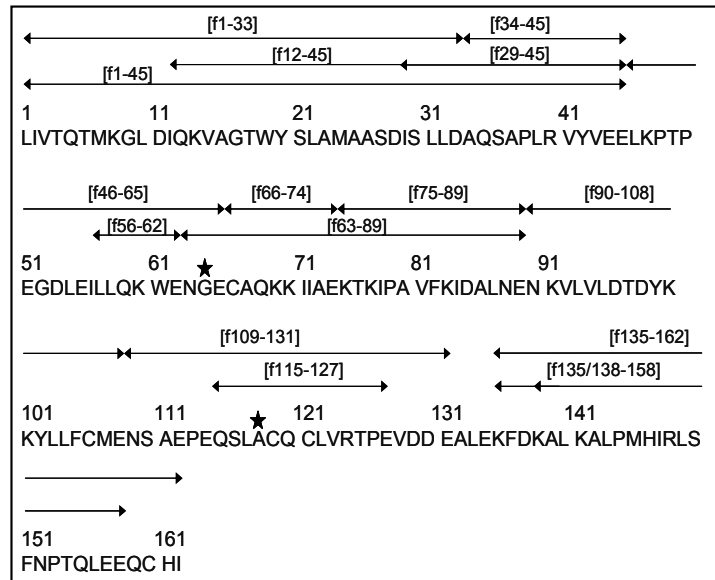 [f1-33] [f34-45]
[f12-45] [f29-45]
[f1-45]
1 11 21 31 41
LIVTQTMKGL DIQKVAGTWY SLAMAASDIS LLDAQSAPLR VYVEELKPTP
[f46-65] [f66-74] [f75-89] [f90-108]
[f56-62] [f63-89]
51 61 71 81 91
EGDLEILLQK WENGECAQKK IIAEKTKIPA VFKIDALNEN KVLVLDTDYK
[f109-131] [f135-162]
[f115-127] [f135/138-158]
101 111 121 131 141
KYLLFCMENS AEPEQSLACQ CLVRTPEVDD EALEKFDKAL KALPMHIRLS
151 161
FNPTQLEEQC HI